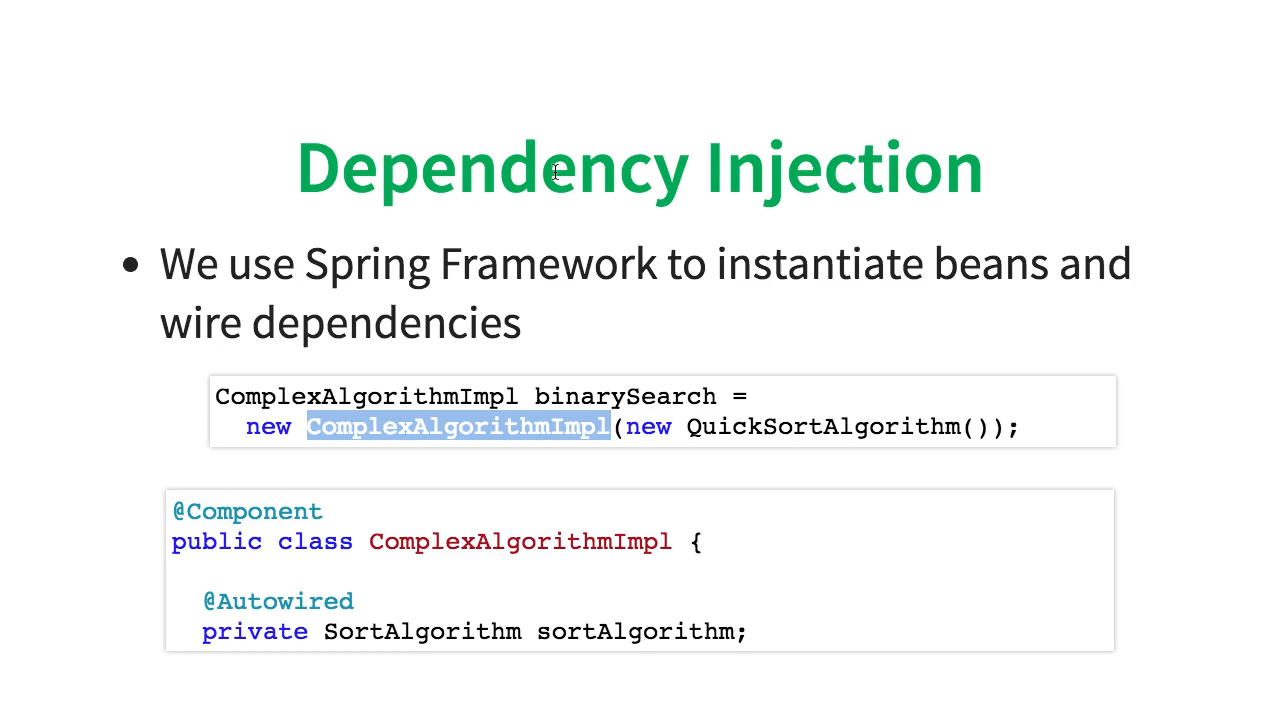 Dependency Injection
• We use Spring Framework to instantiate beans and
wire dependencies
ComplexAlgorithmImpl binarySearch =
new ComplexAlgorithmImpl(new QuickSortAlgorithm());
@Component
public class ComplexAlgorithmImpl {
@Autowired
private SortAlgorithm sortAlgorithm;